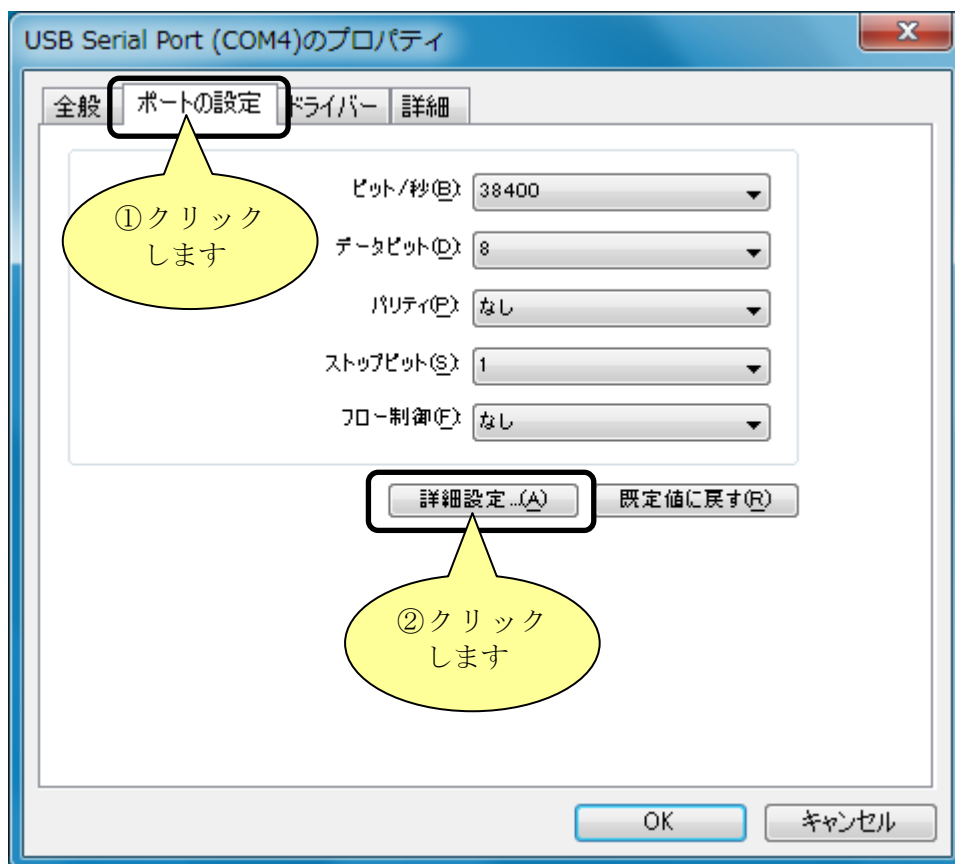 USB Serial Port (COM4)のプロパティ
全般 ポートの設定 ドライバー 詳細
①クリック
します
ビット/秒(B): 38400
データ ビット(D): 8
パリティ(P): なし
ストップ ビット(S): 1
フロー制御(F): なし
詳細設定...(A) 既定値に戻す(R)
②クリック
します
OK キャンセル